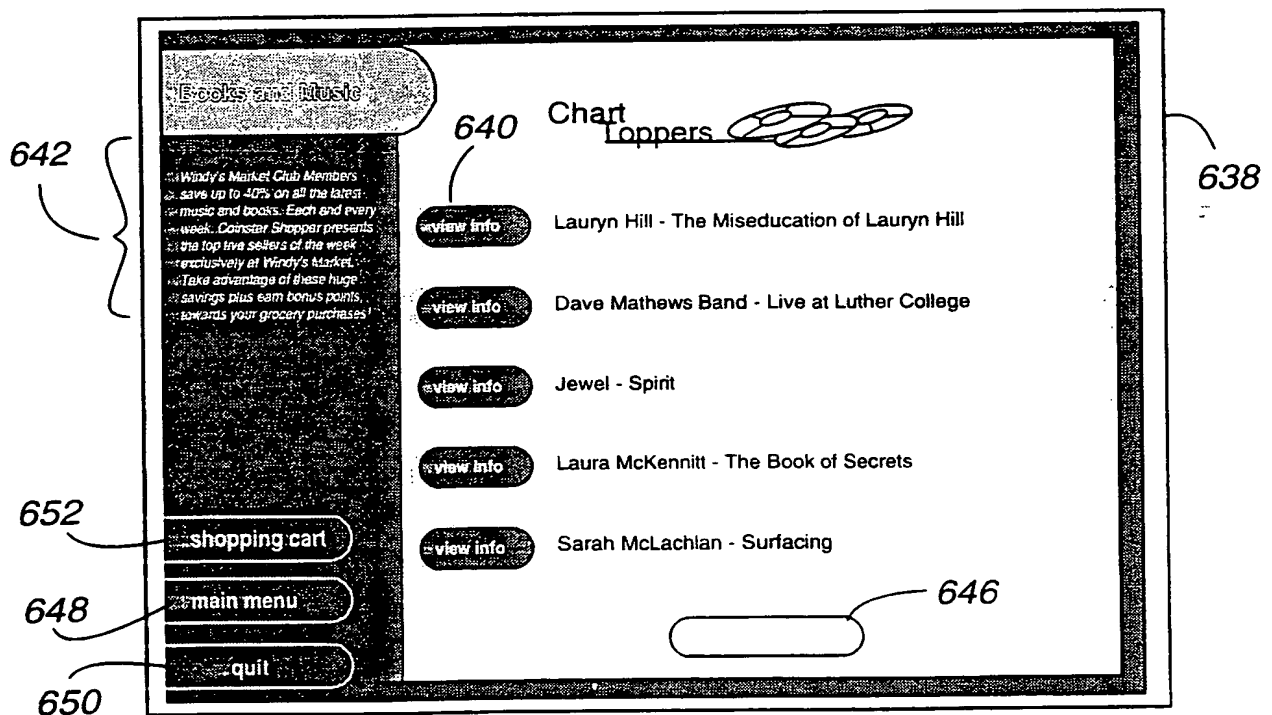 Books and Music
Chart
Toppers
640
642
638
Windy's Market Club Members
save up to 40% on all the latest
music and books. Each and every
week. Coinstar Shopper presents
the top five sellers of the week
exclusively at Windy's Market.
Take advantage of these huge
savings plus earn bonus points
towards your grocery purchases!
view info
Lauryn Hill - The Miseducation of Lauryn Hill
view info
Dave Mathews Band - Live at Luther College
view info
Jewel - Spirit
view info
Laura McKennitt - The Book of Secrets
view info
Sarah McLachlan - Surfacing
652
shopping cart
648
main menu
646
650
quit